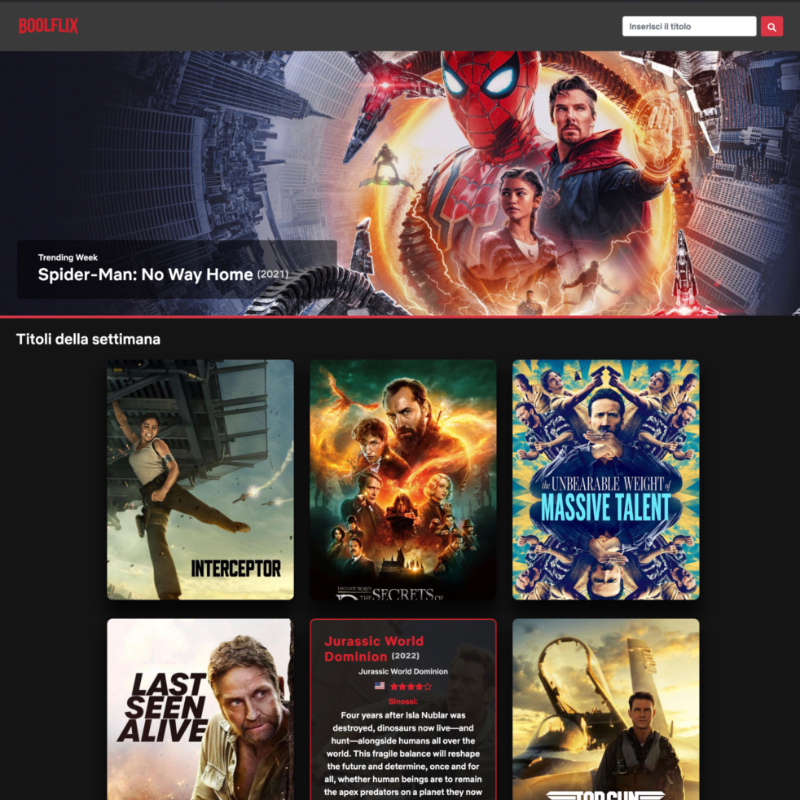 BOOLFLIX
Inserisci il titolo
Trending Week
Spider-Man: No Way Home (2021)
Titoli della settimana
INTERCEPTOR
THE SECRETS OF
the UNBEARABLE WEIGHT of
MASSIVE TALENT
LAST
SEEN
ALIVE
Jurassic World
Dominion (2022)
Jurassic World Dominion
Sinossi:
Four years after Isla Nublar was
destroyed, dinosaurs now live—and
hunt—alongside humans all over the
world. This fragile balance will reshape
the future and determine, once and for
all, whether human beings are to remain
the apex predators on a planet they now
TOP GUN